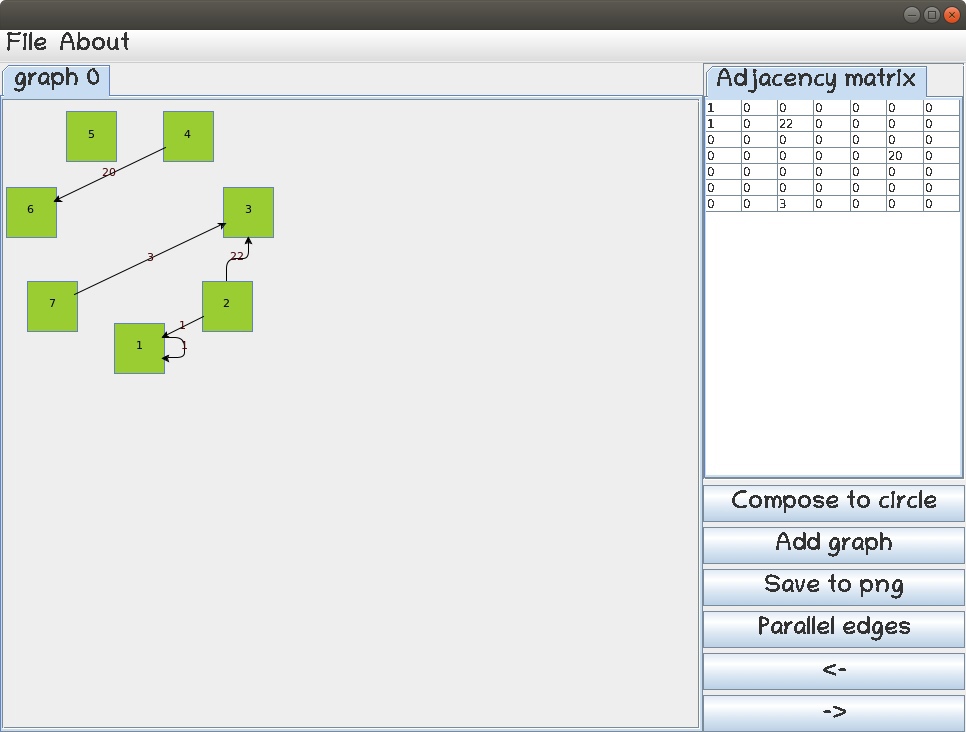 File About
graph 0
5 4
20
6 3
3 22
7 2
1
1 1
Adjacency matrix
1 0 0 0 0 0 0
1 0 22 0 0 0 0
0 0 0 0 0 0 0
0 0 0 0 0 20 0
0 0 0 0 0 0 0
0 0 0 0 0 0 0
0 0 3 0 0 0 0
Compose to circle
Add graph
Save to png
Parallel edges
<-
->